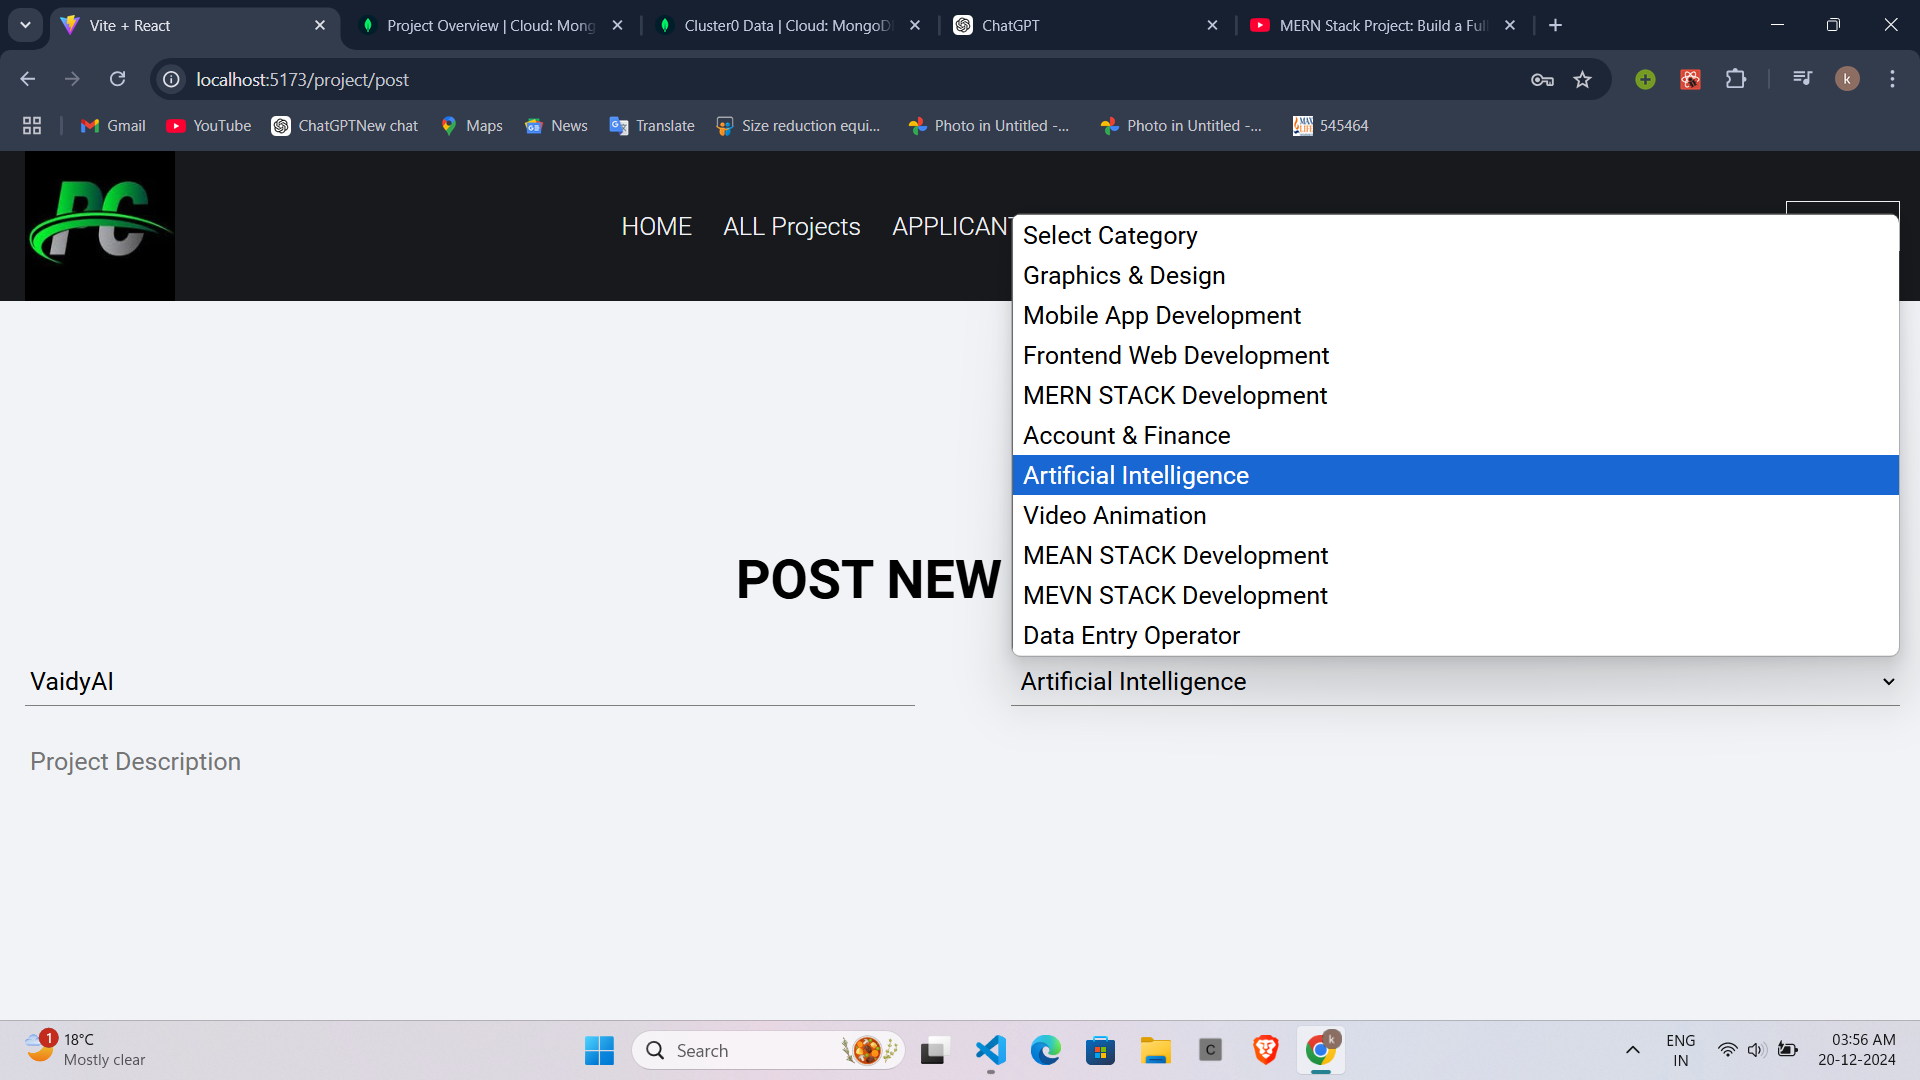 Vite + React
Project Overview | Cloud: Mong
Cluster0 Data | Cloud: MongoD
ChatGPT
MERN Stack Project: Build a Ful
localhost:5173/project/post
k
Gmail
YouTube
ChatGPTNew chat
Maps
News
Translate
Size reduction equi...
Photo in Untitled -...
Photo in Untitled -...
545464
PC
HOME
ALL Projects
APPLICANT
Select Category
Graphics & Design
Mobile App Development
Frontend Web Development
MERN STACK Development
Account & Finance
Artificial Intelligence
Video Animation
MEAN STACK Development
MEVN STACK Development
Data Entry Operator
POST NEW
VaidyAI
Artificial Intelligence
Project Description
1
18°C
Mostly clear
Search
C
k
ENG
IN
03:56 AM
20-12-2024